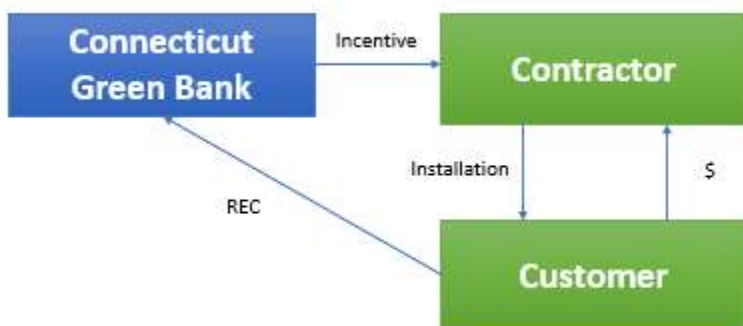 Connecticut
Green Bank
Incentive
Contractor
Installation
$
REC
Customer